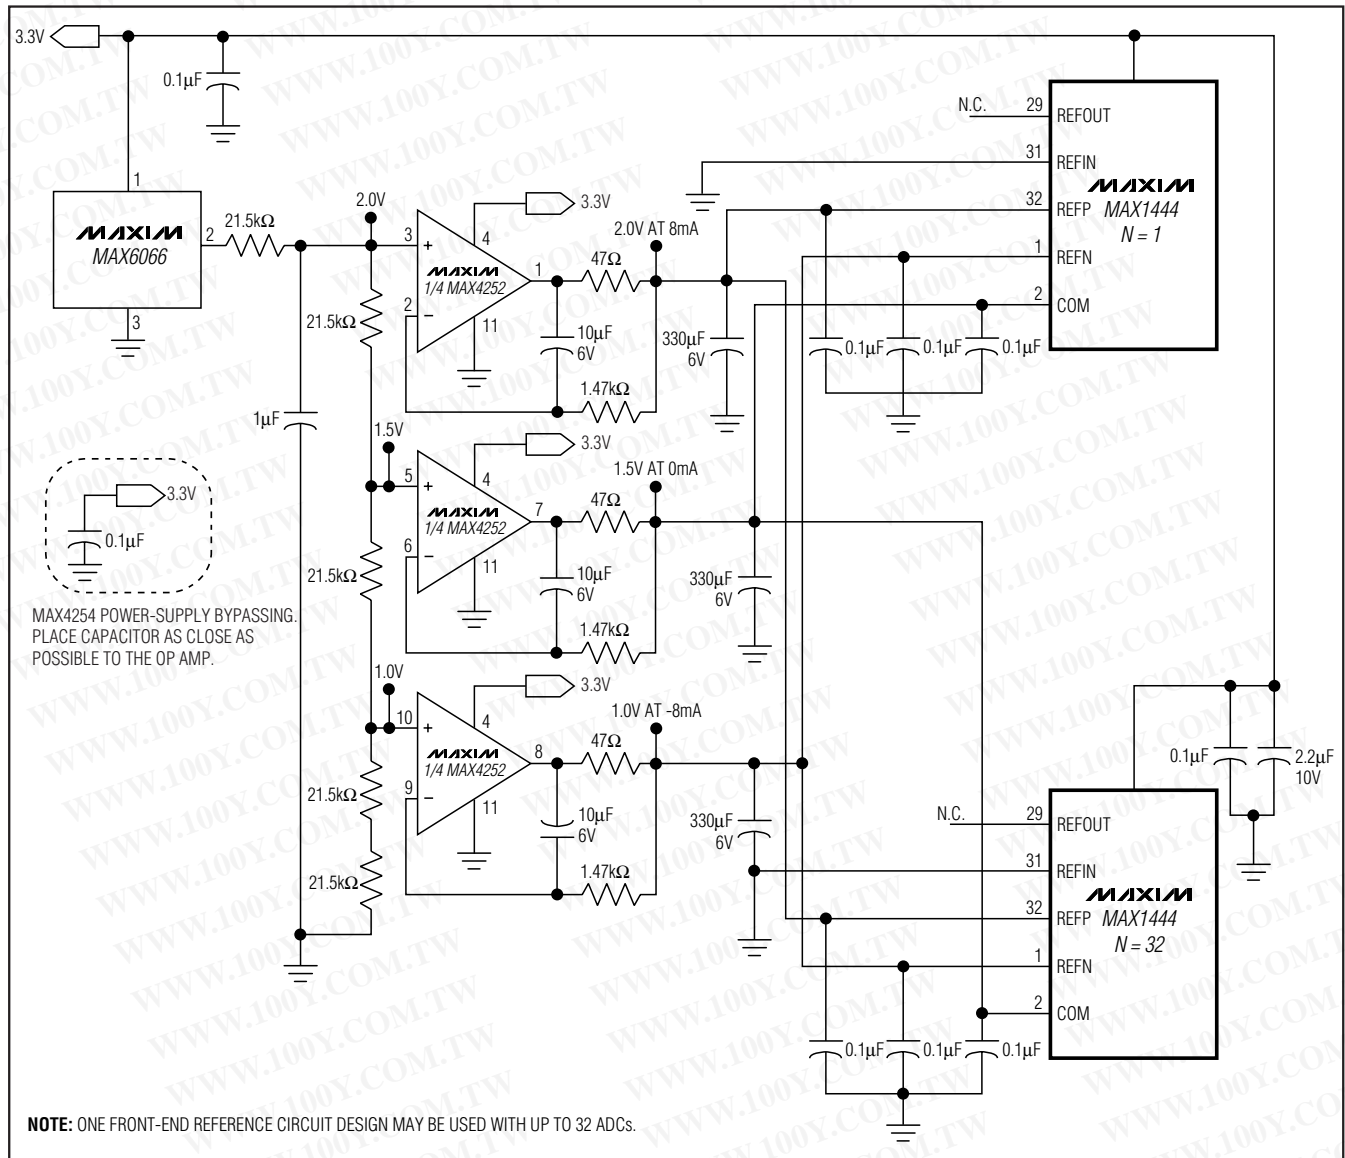 3.3V
0.1µF
1
MAXIM
MAX6066
2
3
21.5kΩ
2.0V
21.5kΩ
1µF
3
+
4
3.3V
MAXIM
1/4 MAX4252
2
−
11
1
47Ω
2.0V AT 8mA
10µF
6V
1.47kΩ
330µF
6V
1.5V
5
+
4
3.3V
MAXIM
1/4 MAX4252
6
−
11
7
47Ω
1.5V AT 0mA
10µF
6V
1.47kΩ
330µF
6V
21.5kΩ
1.0V
10
+
4
3.3V
MAXIM
1/4 MAX4252
9
−
11
8
47Ω
1.0V AT -8mA
10µF
6V
1.47kΩ
330µF
6V
21.5kΩ
21.5kΩ
3.3V
0.1µF
MAX4254 POWER-SUPPLY BYPASSING.
PLACE CAPACITOR AS CLOSE AS
POSSIBLE TO THE OP AMP.
N.C.
29
REFOUT
31
REFIN
32
REFP
1
REFN
2
COM
MAXIM
MAX1444
N = 1
0.1µF
0.1µF
0.1µF
0.1µF
2.2µF
10V
N.C.
29
REFOUT
31
REFIN
32
REFP
1
REFN
2
COM
MAXIM
MAX1444
N = 32
0.1µF
0.1µF
0.1µF
NOTE: ONE FRONT-END REFERENCE CIRCUIT DESIGN MAY BE USED WITH UP TO 32 ADCs.
WWW.100Y.COM.TW